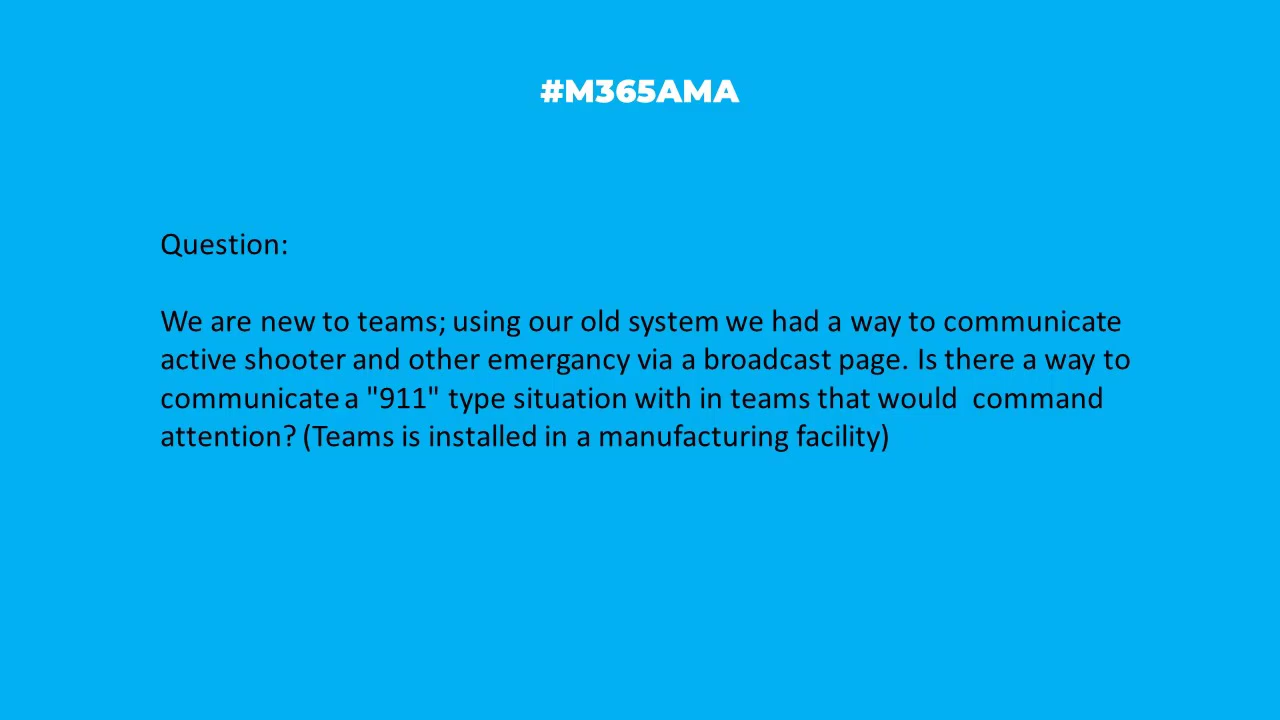 #M365AMA
Question:
We are new to teams; using our old system we had a way to communicate
active shooter and other emergancy via a broadcast page. Is there a way to
communicate a "911" type situation with in teams that would  command
attention? (Teams is installed in a manufacturing facility)